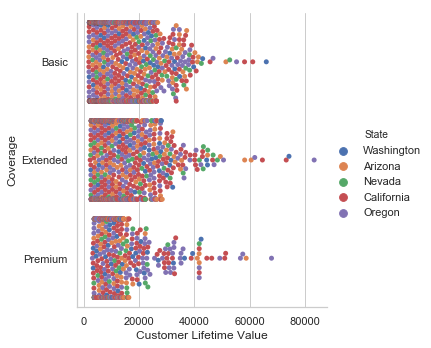 Basic
Extended
Premium
Coverage
0 20000 40000 60000 80000
Customer Lifetime Value
State
Washington
Arizona
Nevada
California
Oregon